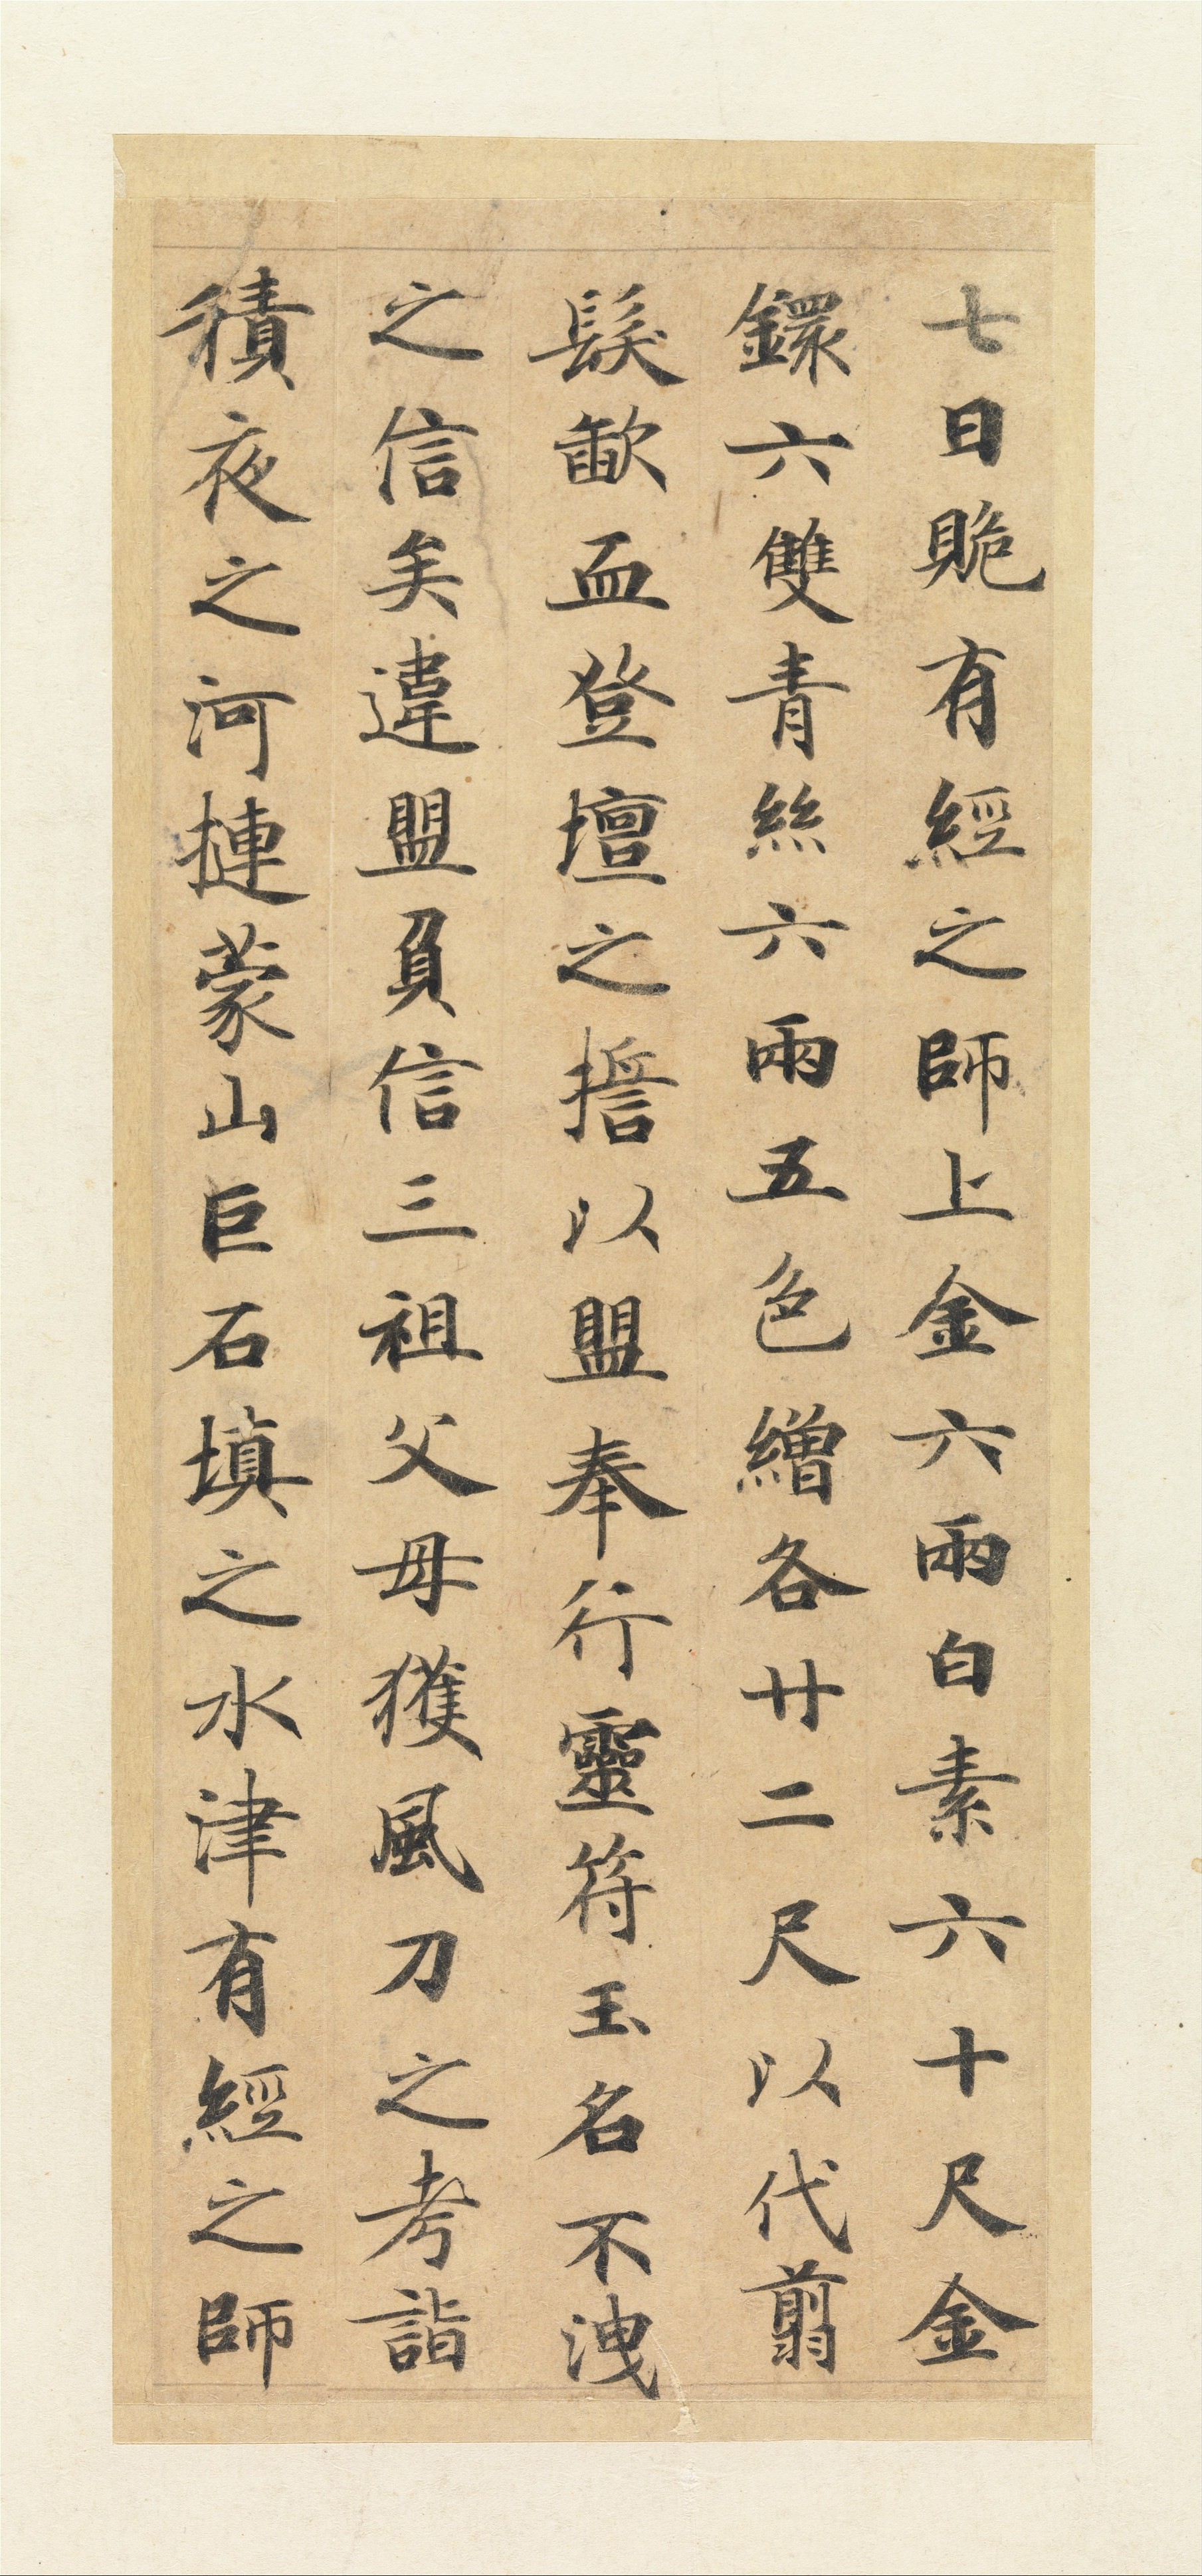 七日䞈有經之師上金六兩白素六十尺金
鐶六雙青絲六兩五色繒各廿二尺以代翦
髮歃血登壇之誓以盟奉行靈符玉名不洩
之信矣違盟負信三祖父母獲風刀之考詣
積夜之河摙蒙山巨石填之水津有經之師